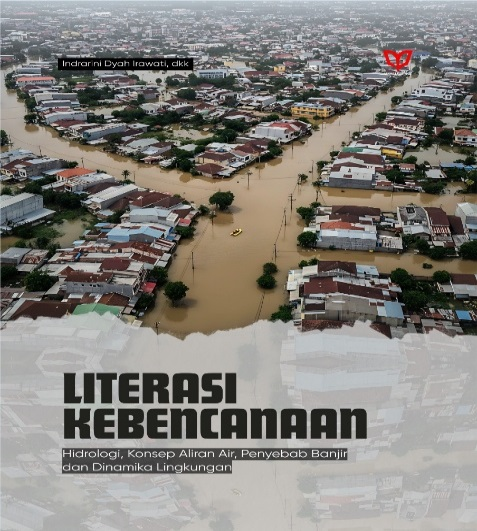 Indrarini Dyah Irawati, dkk
LITERASI
KEBENCANAAN
Hidrologi, Konsep Aliran Air, Penyebab Banjir
dan Dinamika Lingkungan